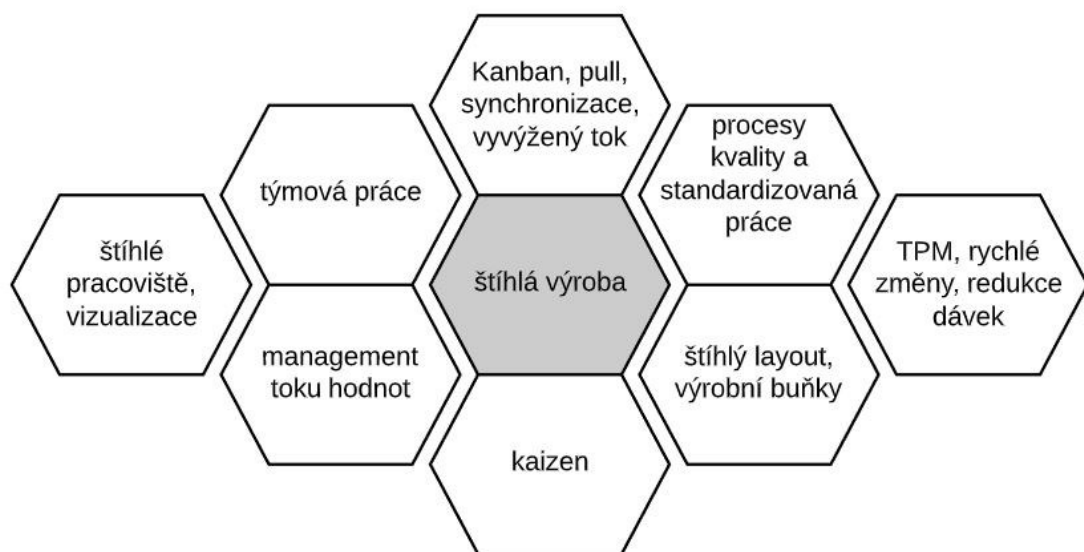 Kanban, pull,
synchronizace,
vyvýžený tok
procesy
kvality a
standardizovaná
práce
týmová práce
štíhlé
pracoviště,
vizualizace
štíhlá výroba
TPM, rychlé
změny, redukce
dávek
management
toku hodnot
štíhlý layout,
výrobní buňky
kaizen